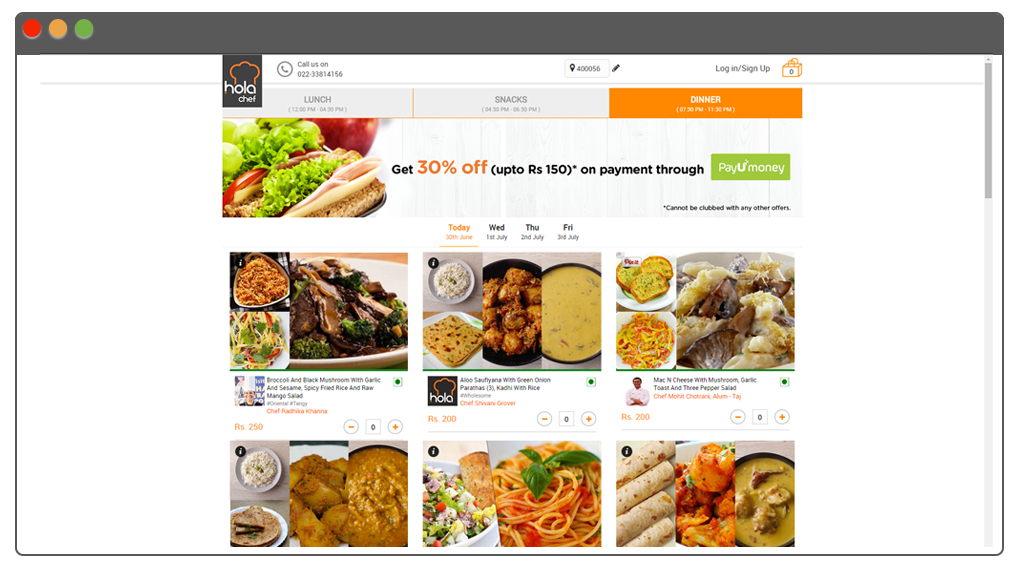 hola
chef
Call us on
022-33814156
400056
Log in/Sign Up
0
LUNCH
( 12:00 PM - 04:30 PM )
SNACKS
( 04:30 PM - 06:30 PM )
DINNER
( 07:30 PM - 11:30 PM )
Get 30% off (upto Rs 150)* on payment through PayUmoney
*Cannot be clubbed with any other offers.
Today
30th June
Wed
1st July
Thu
2nd July
Fri
3rd July
Pin it
Broccoli And Black Mushroom With Garlic
And Sesame, Spicy Fried Rice And Raw
Mango Salad
#Oriental #Tangy
Chef Radhika Khanna
Rs. 250
0
hola
Aloo Saufiyana With Green Onion
Parathas (3), Kadhi With Rice
#Wholesome
Chef Shivani Grover
Rs. 200
0
Mac N Cheese With Mushroom, Garlic
Toast And Three Pepper Salad
Chef Mohit Chotrani, Alum - Taj
Rs. 200
0